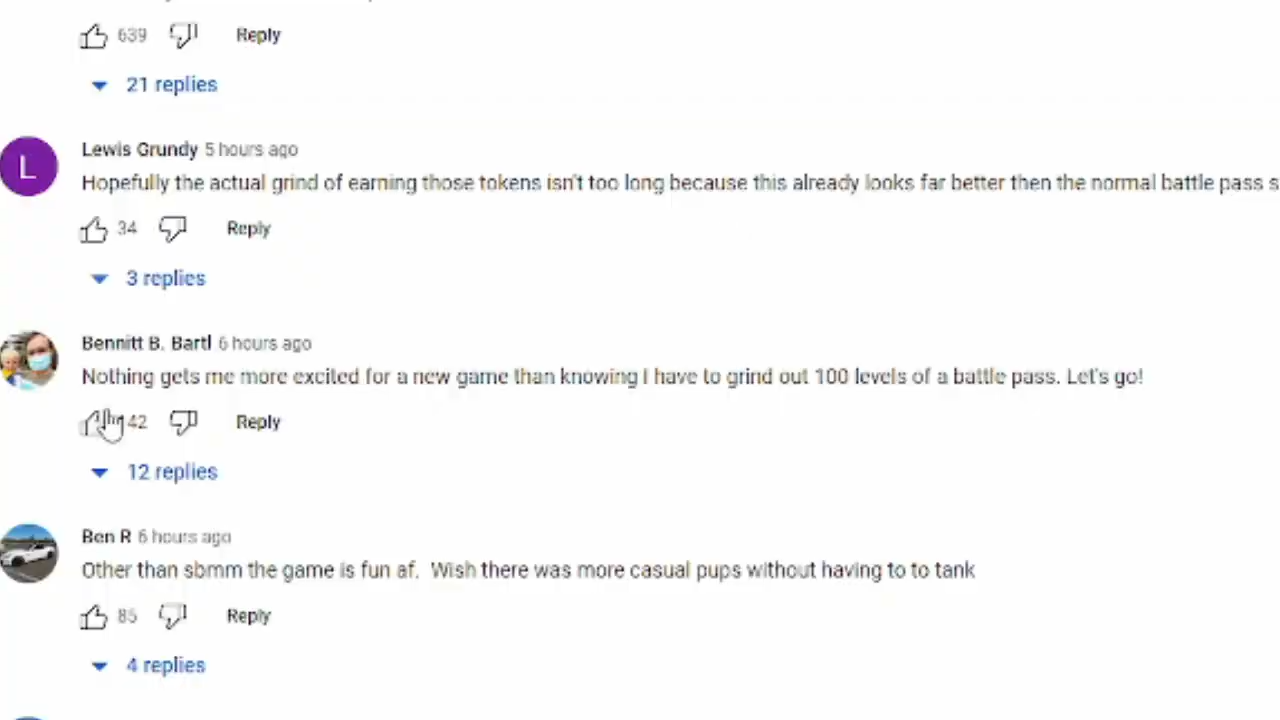 639 Reply
21 replies
L
Lewis Grundy 5 hours ago
Hopefully the actual grind of earning those tokens isn't too long because this already looks far better then the normal battle pass s
34 Reply
3 replies
Bennitt B. Bartl 6 hours ago
Nothing gets me more excited for a new game than knowing I have to grind out 100 levels of a battle pass. Let's go!
42 Reply
12 replies
Ben R 6 hours ago
Other than sbmm the game is fun af. Wish there was more casual pups without having to to tank
85 Reply
4 replies